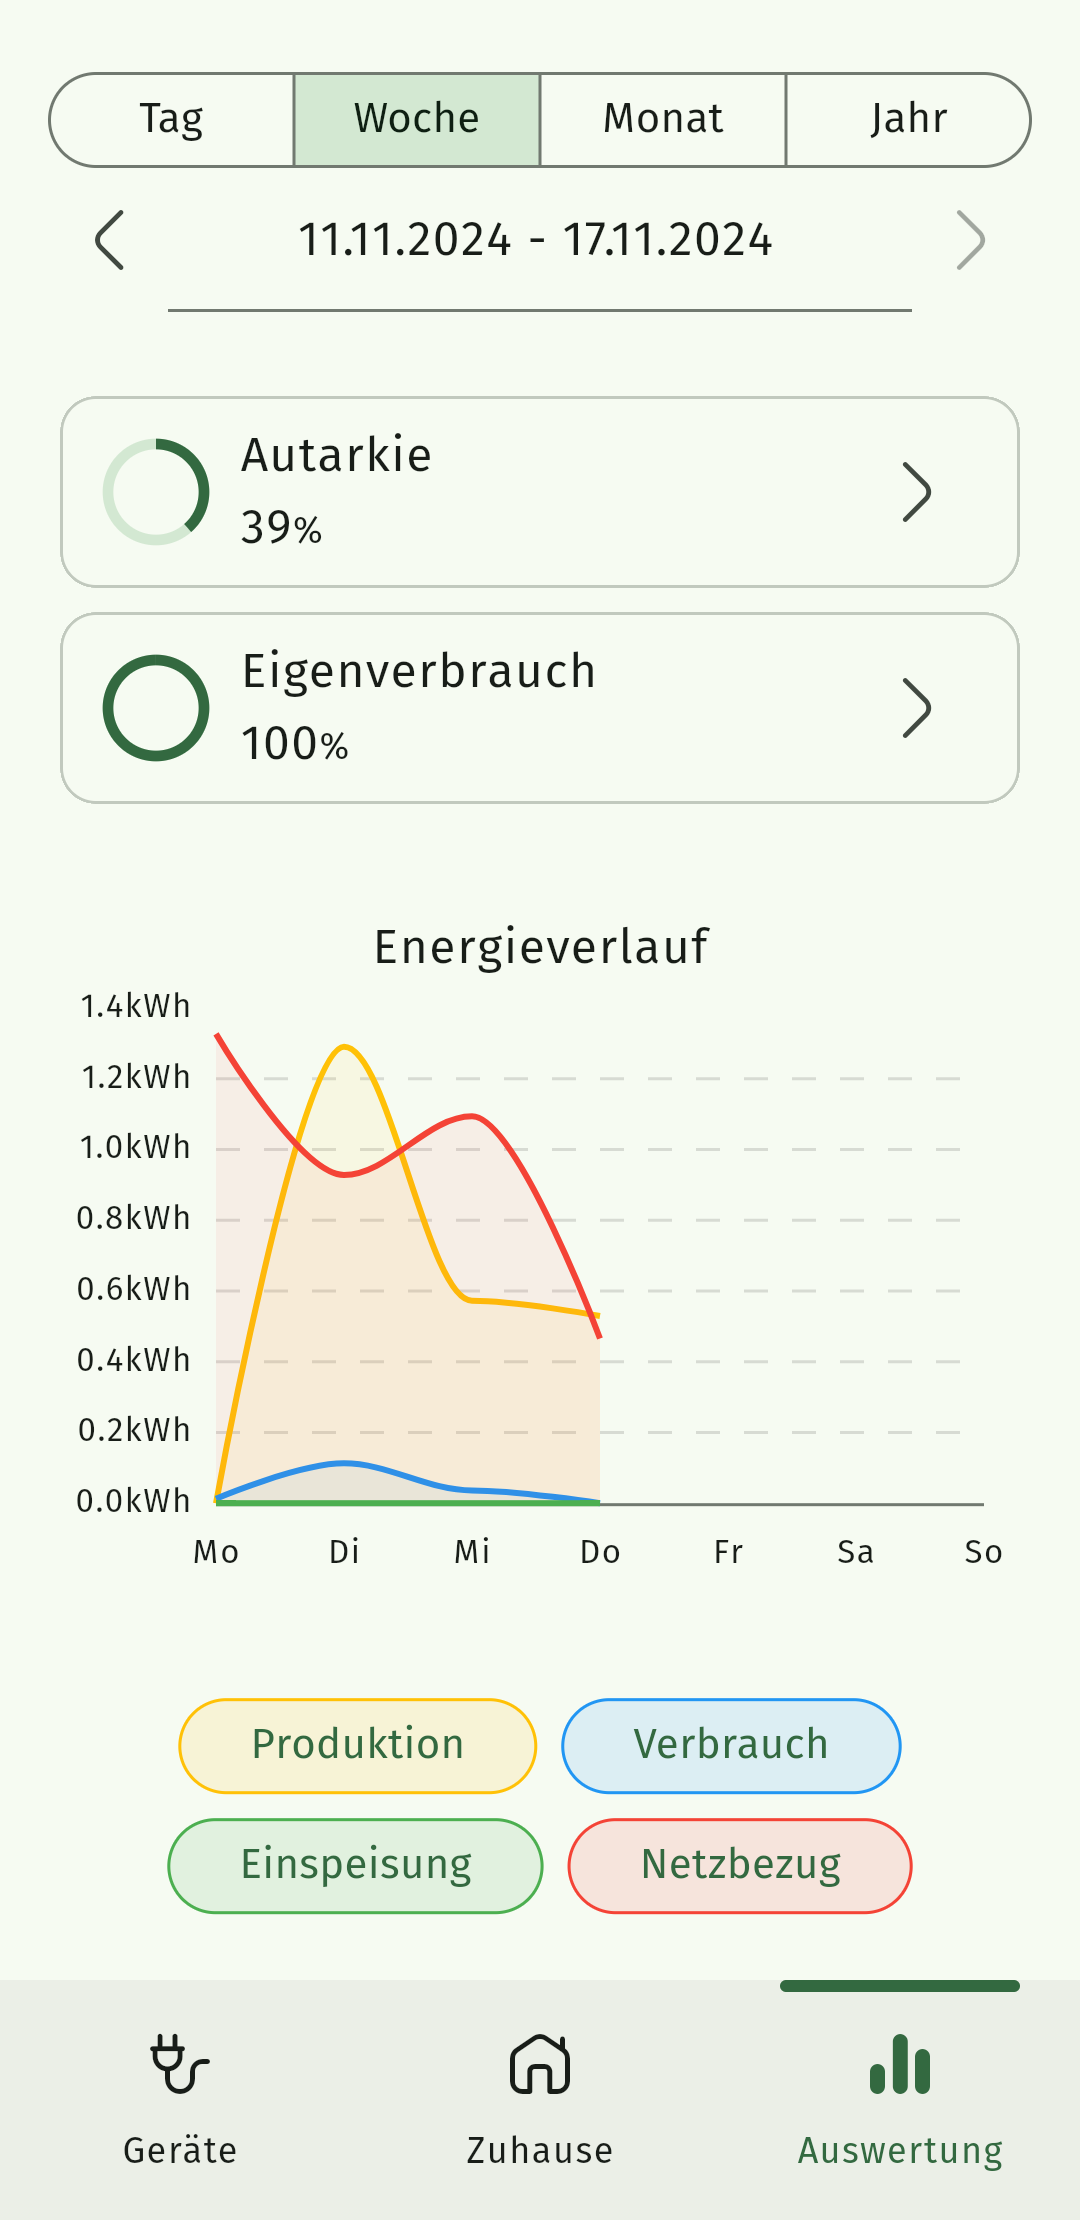 Tag Woche Monat Jahr
11.11.2024 - 17.11.2024
Autarkie
39%
Eigenverbrauch
100%
Energieverlauf
1.4kWh
1.2kWh
1.0kWh
0.8kWh
0.6kWh
0.4kWh
0.2kWh
0.0kWh
Mo Di Mi Do Fr Sa So
Produktion Verbrauch
Einspeisung Netzbezug
Geräte Zuhause Auswertung